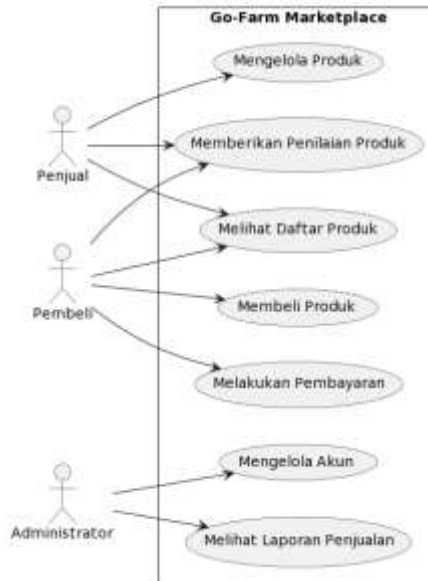 Go-Farm Marketplace
Mengelola Produk
Penjual
Memberikan Penilaian Produk
Melihat Daftar Produk
Pembeli
Membeli Produk
Melakukan Pembayaran
Mengelola Akun
Administrator
Melihat Laporan Penjualan